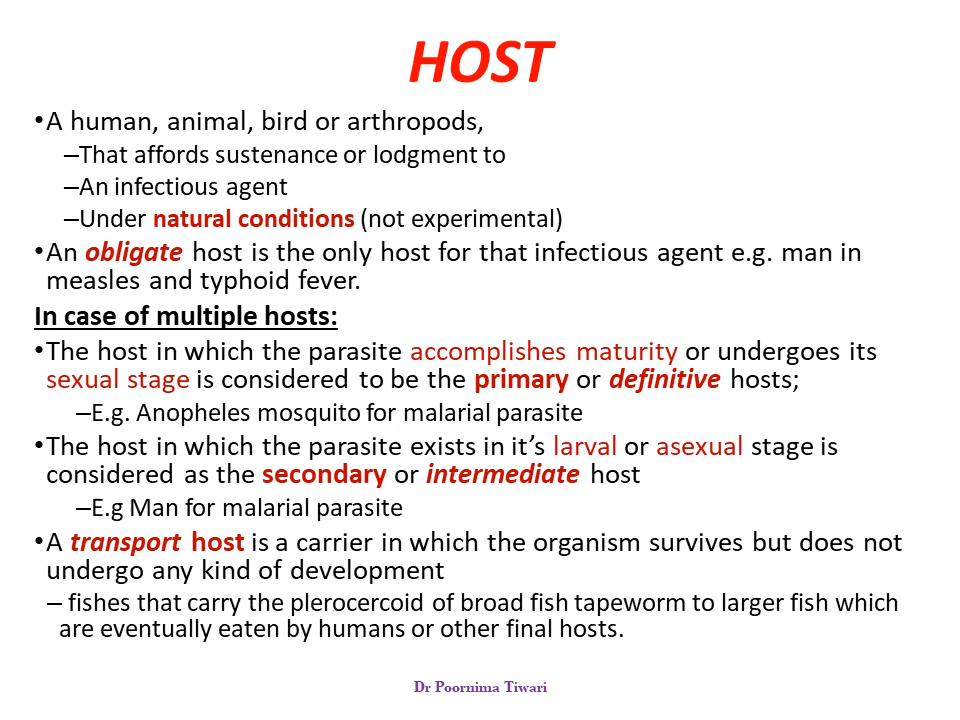 HOST
•A human, animal, bird or arthropods,
–That affords sustenance or lodgment to
–An infectious agent
–Under natural conditions (not experimental)
•An obligate host is the only host for that infectious agent e.g. man in
measles and typhoid fever.
In case of multiple hosts:
•The host in which the parasite accomplishes maturity or undergoes its
sexual stage is considered to be the primary or definitive hosts;
–E.g. Anopheles mosquito for malarial parasite
•The host in which the parasite exists in it’s larval or asexual stage is
considered as the secondary or intermediate host
–E.g Man for malarial parasite
•A transport host is a carrier in which the organism survives but does not
undergo any kind of development
– fishes that carry the plerocercoid of broad fish tapeworm to larger fish which
are eventually eaten by humans or other final hosts.
Dr Poornima Tiwari